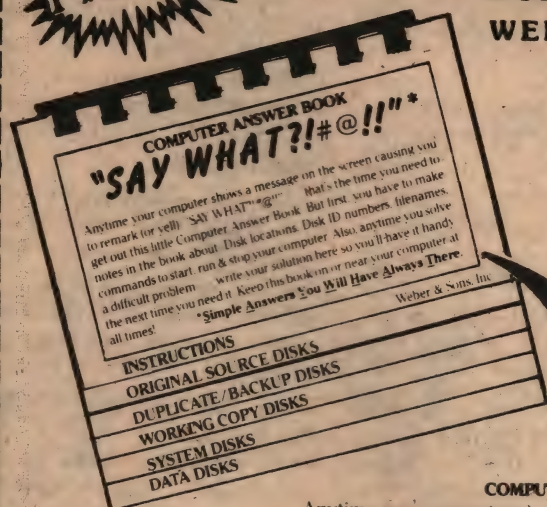 WE
COMPUTER ANSWER BOOK
"SAY WHAT?!#@!!"*
Anytime your computer shows a message on the screen causing you
to remark (or yell) "SAY WHAT that's the time you need to
get out this little Computer Answer Book. But first, you have to make
notes in the book about: Disk locations. Disk ID numbers, filenames,
commands to start, run & stop your computer. Also, anytime you solve
a difficult problem write your solution here so you'll have it handy
the next time you need it. Keep this book on or near your computer at
all times! *Simple Answers You Will Have Always There.
Weber & Sons, Inc
INSTRUCTIONS
ORIGINAL SOURCE DISKS
DUPLICATE/BACKUP DISKS
WORKING COPY DISKS
SYSTEM DISKS
DATA DISKS
COMPU